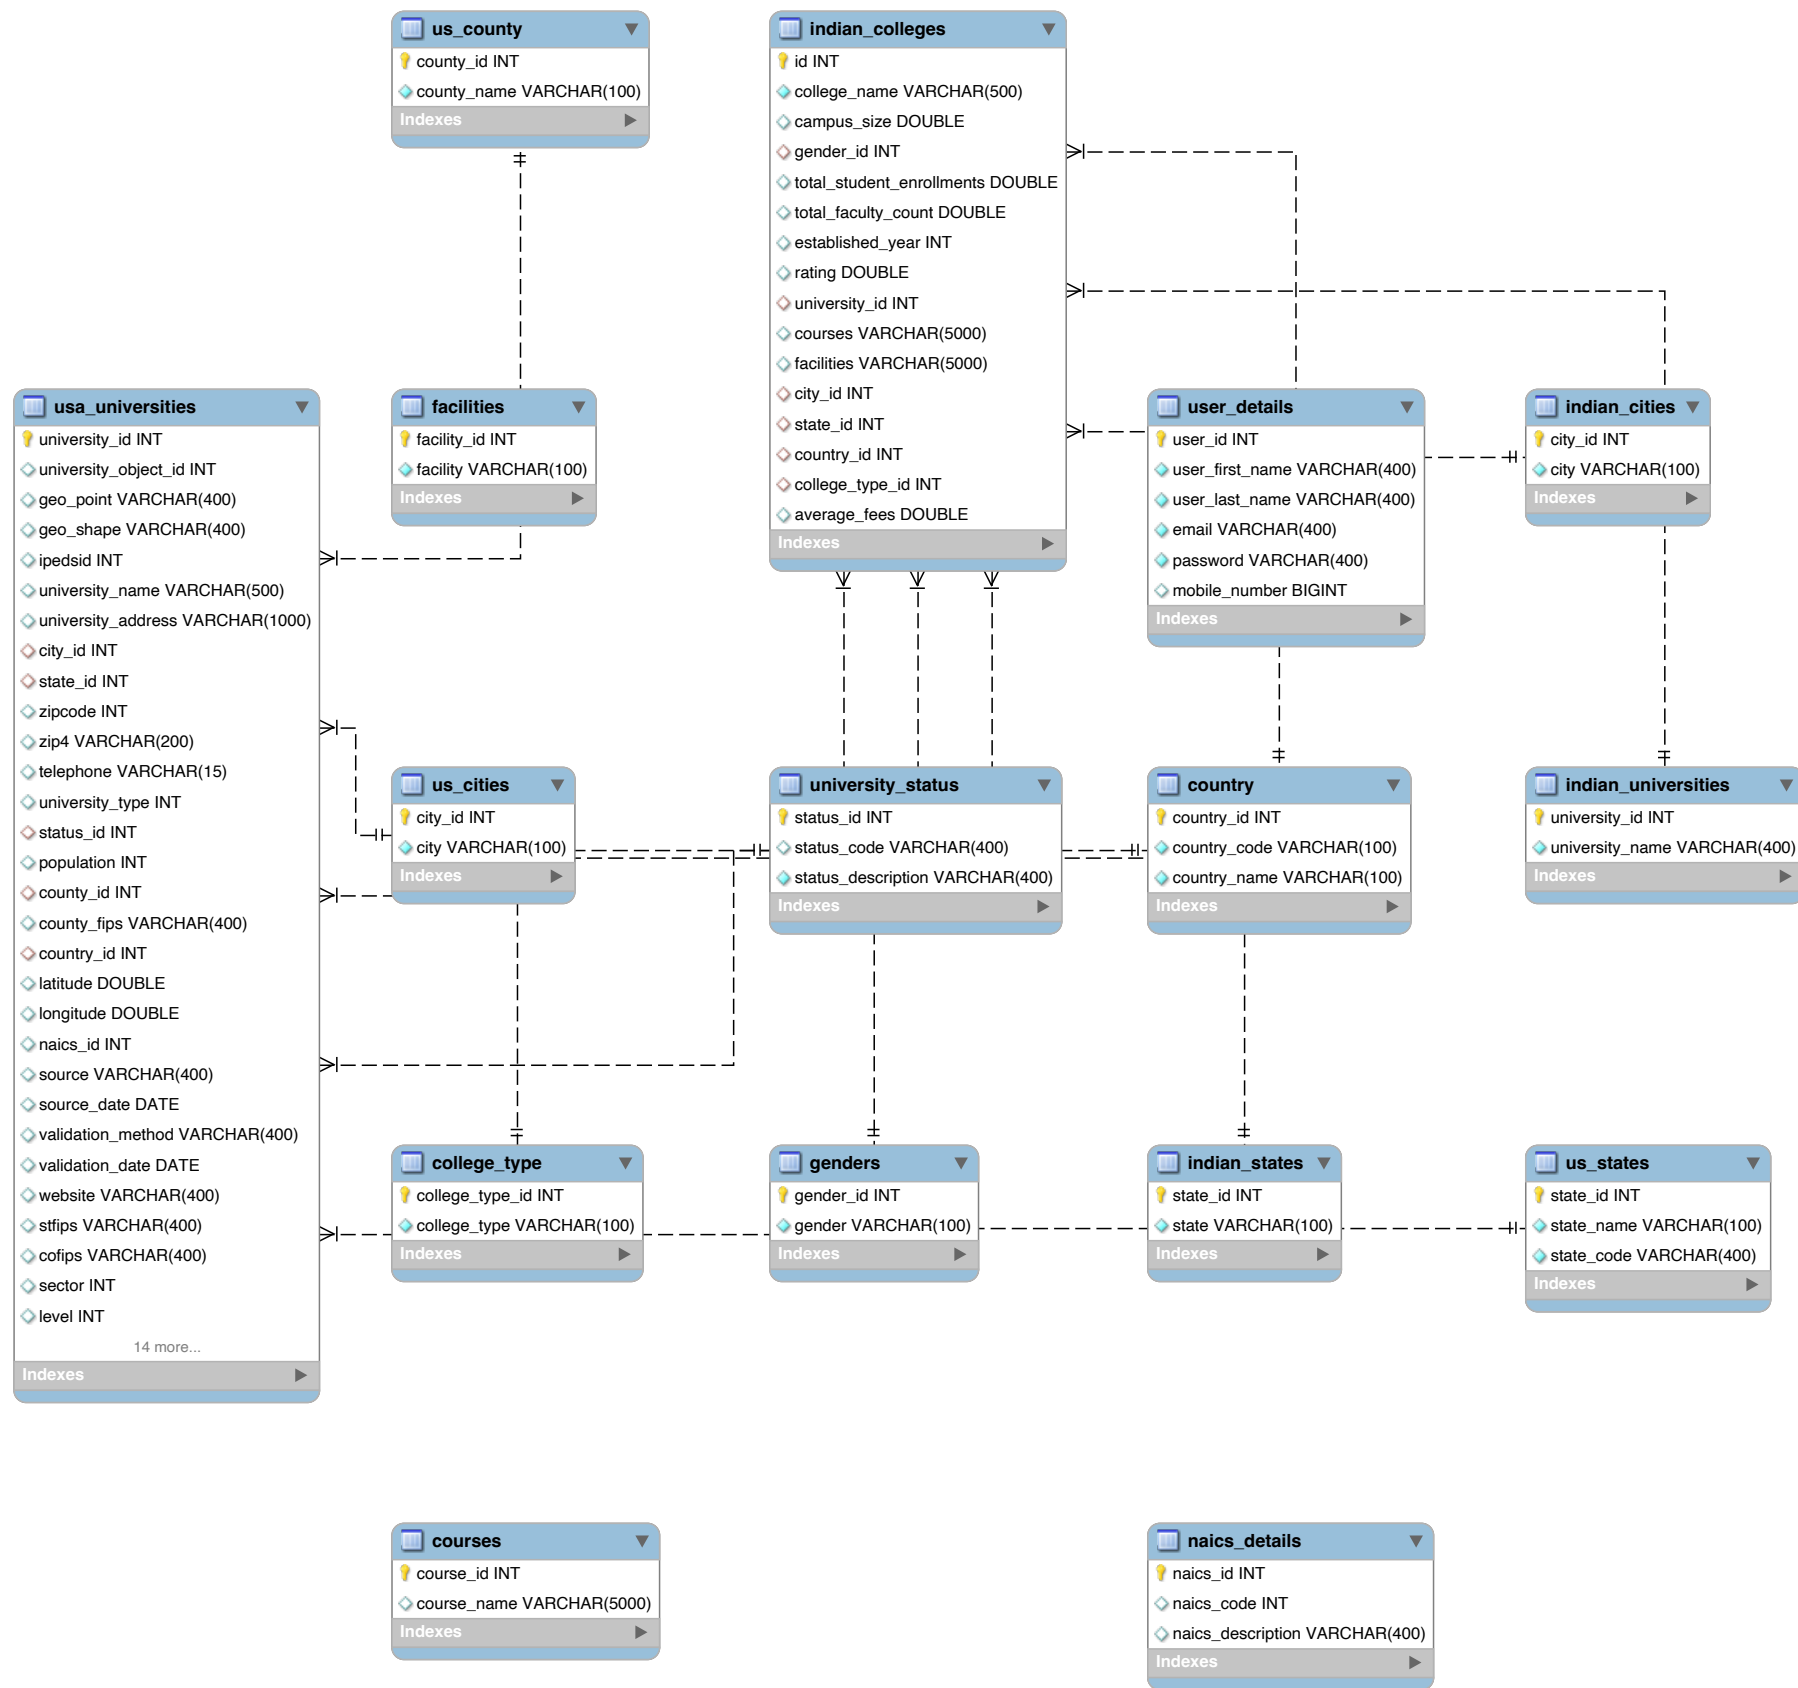 us_county
county_id INT
county_name VARCHAR(100)
Indexes
indian_colleges
id INT
college_name VARCHAR(500)
campus_size DOUBLE
gender_id INT
total_student_enrollments DOUBLE
total_faculty_count DOUBLE
established_year INT
rating DOUBLE
university_id INT
courses VARCHAR(5000)
facilities VARCHAR(5000)
city_id INT
state_id INT
country_id INT
college_type_id INT
average_fees DOUBLE
Indexes
usa_universities
university_id INT
university_object_id INT
geo_point VARCHAR(400)
geo_shape VARCHAR(400)
ipedsid INT
university_name VARCHAR(500)
university_address VARCHAR(1000)
city_id INT
state_id INT
zipcode INT
zip4 VARCHAR(200)
telephone VARCHAR(15)
university_type INT
status_id INT
population INT
county_id INT
county_fips VARCHAR(400)
country_id INT
latitude DOUBLE
longitude DOUBLE
naics_id INT
source VARCHAR(400)
source_date DATE
validation_method VARCHAR(400)
validation_date DATE
website VARCHAR(400)
stfips VARCHAR(400)
cofips VARCHAR(400)
sector INT
level INT
14 more...
Indexes
facilities
facility_id INT
facility VARCHAR(100)
Indexes
user_details
user_id INT
user_first_name VARCHAR(400)
user_last_name VARCHAR(400)
email VARCHAR(400)
password VARCHAR(400)
mobile_number BIGINT
Indexes
indian_cities
city_id INT
city VARCHAR(100)
Indexes
us_cities
city_id INT
city VARCHAR(100)
Indexes
university_status
status_id INT
status_code VARCHAR(400)
status_description VARCHAR(400)
Indexes
country
country_id INT
country_code VARCHAR(100)
country_name VARCHAR(100)
Indexes
indian_universities
university_id INT
university_name VARCHAR(400)
Indexes
college_type
college_type_id INT
college_type VARCHAR(100)
Indexes
genders
gender_id INT
gender VARCHAR(100)
Indexes
indian_states
state_id INT
state VARCHAR(100)
Indexes
us_states
state_id INT
state_name VARCHAR(100)
state_code VARCHAR(400)
Indexes
courses
course_id INT
course_name VARCHAR(5000)
Indexes
naics_details
naics_id INT
naics_code INT
naics_description VARCHAR(400)
Indexes